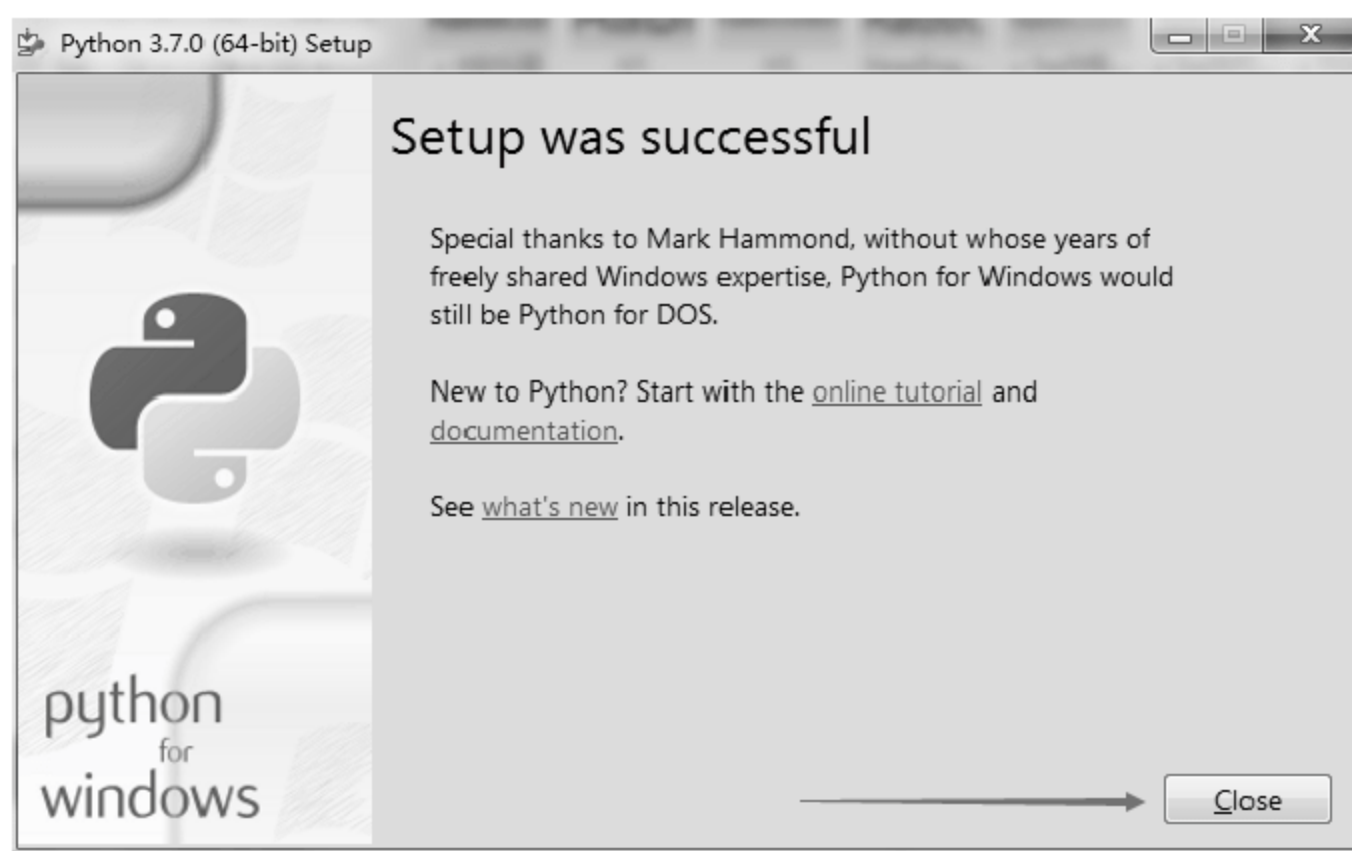 Python 3.7.0 (64-bit) Setup
Setup was successful
Special thanks to Mark Hammond, without whose years of
freely shared Windows expertise, Python for Windows would
still be Python for DOS.
New to Python? Start with the online tutorial and
documentation.
See what's new in this release.
python
for
windows
Close